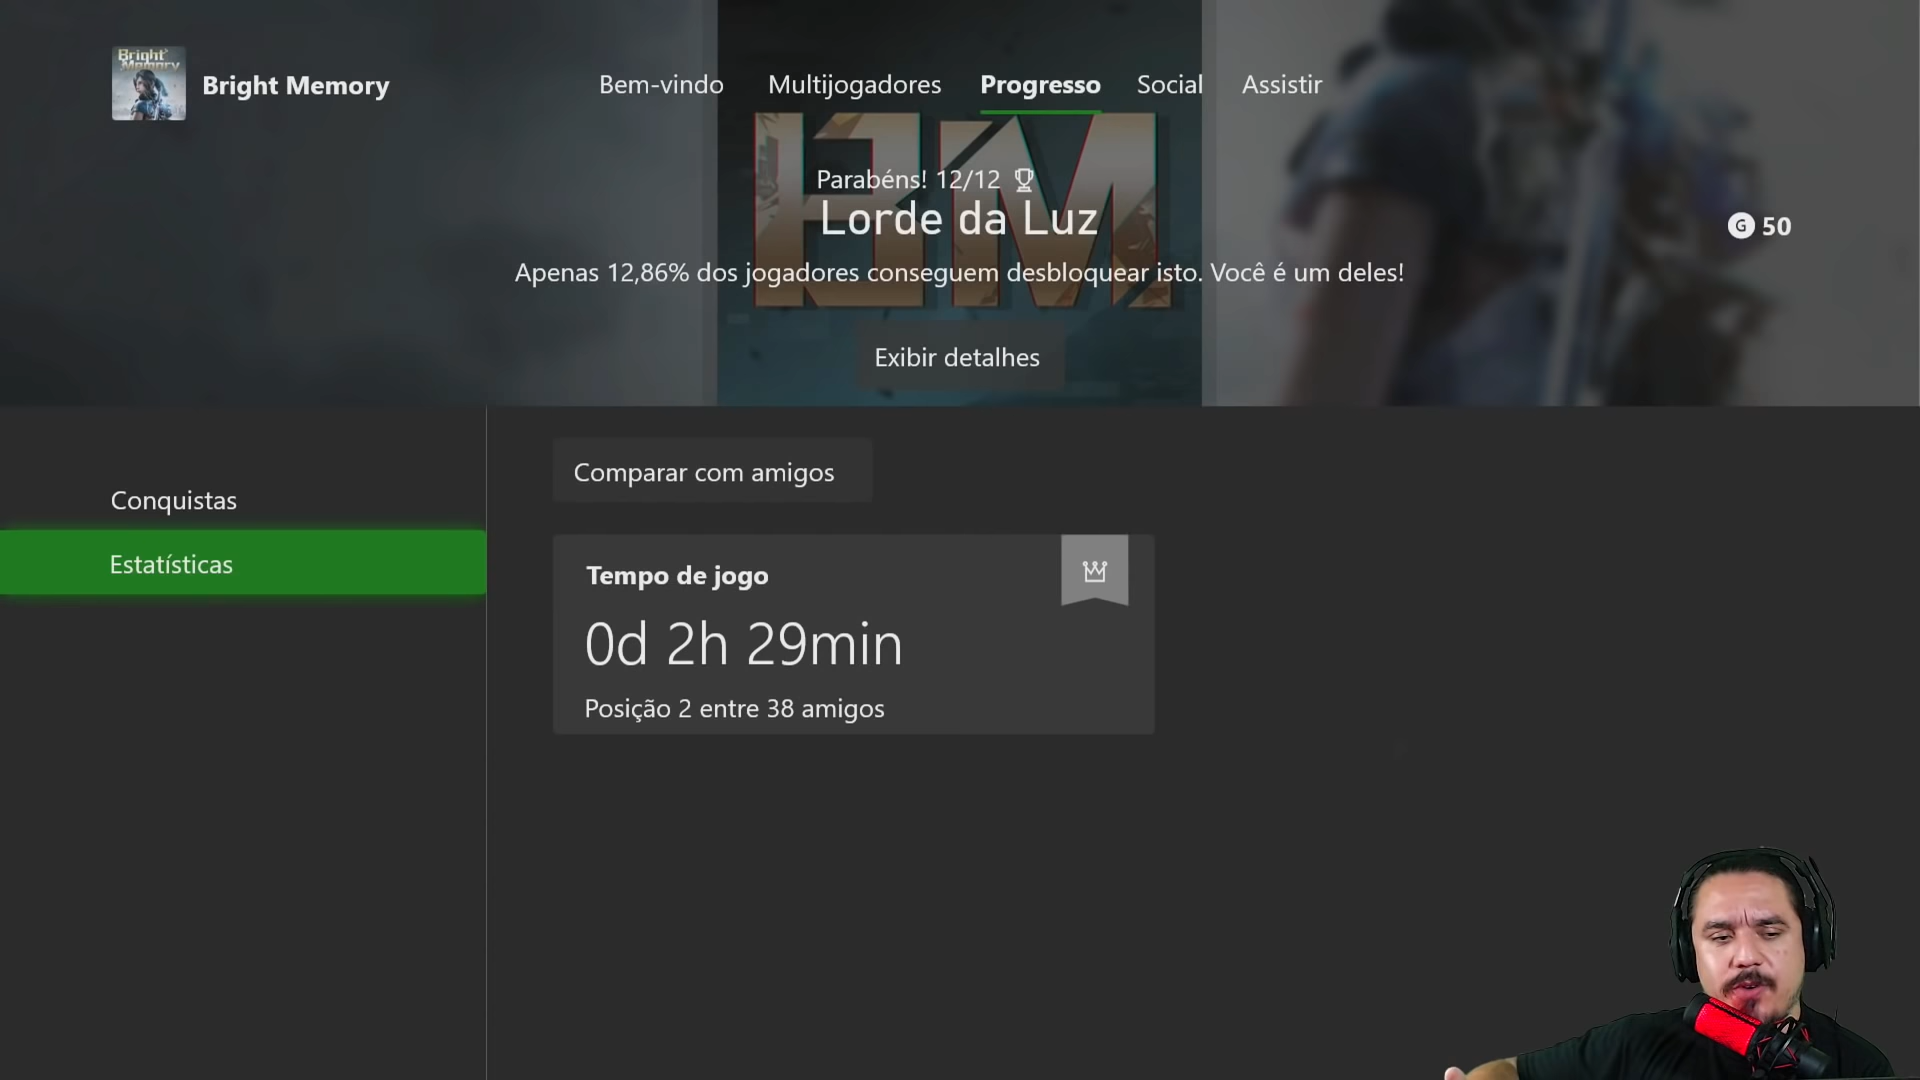 Bright Memory
Bright Memory
Bem-vindo
Multijogadores
Progresso
Social
Assistir
BM
Parabéns! 12/12
Lorde da Luz
G 50
Apenas 12,86% dos jogadores conseguem desbloquear isto. Você é um deles!
Exibir detalhes
Conquistas
Estatísticas
Comparar com amigos
Tempo de jogo
0d 2h 29min
Posição 2 entre 38 amigos